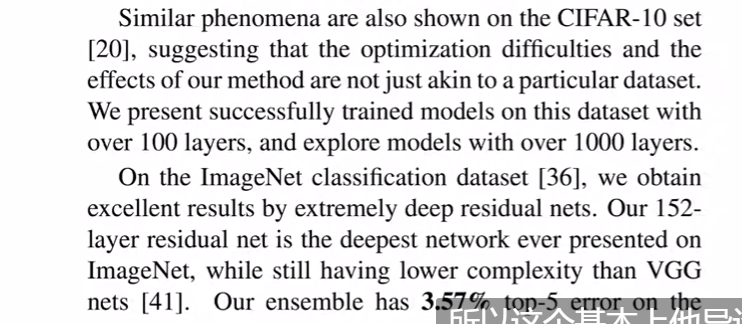 Similar phenomena are also shown on the CIFAR-10 set
[20], suggesting that the optimization difficulties and the
effects of our method are not just akin to a particular dataset.
We present successfully trained models on this dataset with
over 100 layers, and explore models with over 1000 layers.
On the ImageNet classification dataset [36], we obtain
excellent results by extremely deep residual nets. Our 152-
layer residual net is the deepest network ever presented on
ImageNet, while still having lower complexity than VGG
nets [41]. Our ensemble has 3.57% top-5 error on the
所以这个基本上他